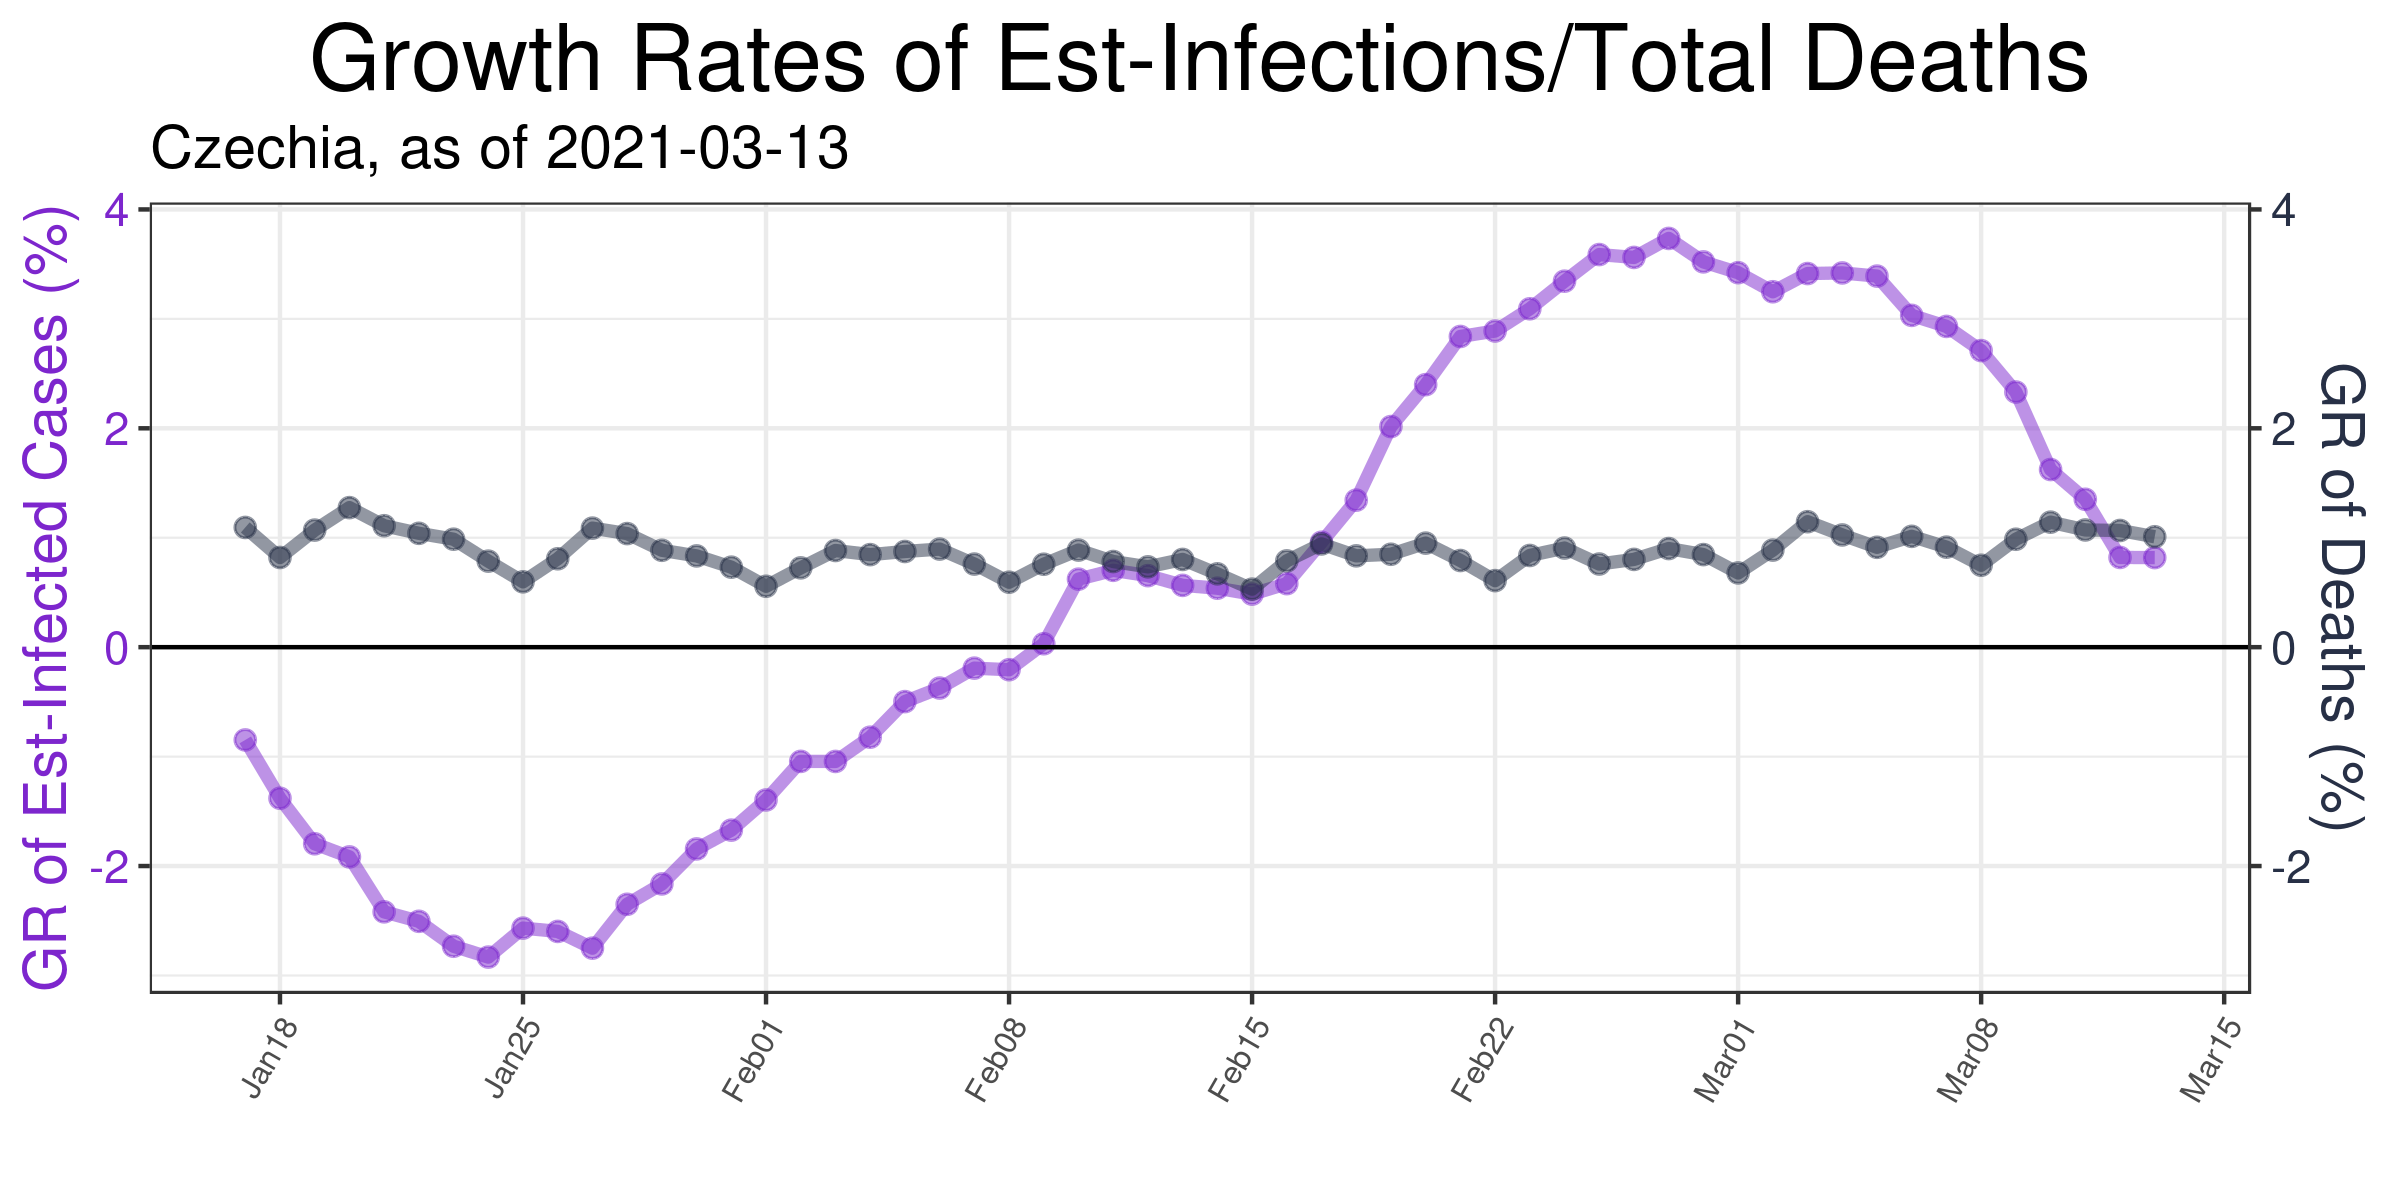 Growth Rates of Est-Infections/Total Deaths
Czechia, as of 2021-03-13
GR of Est-Infected Cases (%)
4
2
0
-2
4
2
0
-2
GR of Deaths (%)
Jan18
Jan25
Feb01
Feb08
Feb15
Feb22
Mar01
Mar08
Mar15